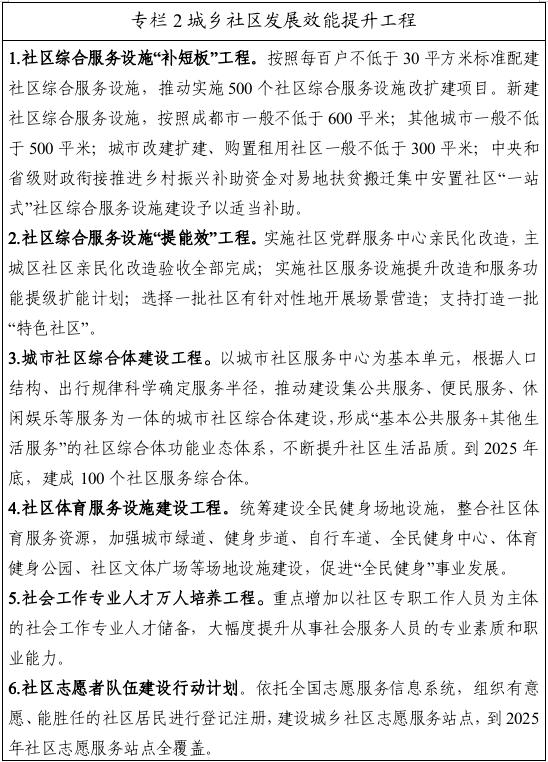 专栏 2 城乡社区发展效能提升工程
1.社区综合服务设施“补短板”工程。按照每百户不低于 30 平方米标准配建
社区综合服务设施，推动实施 500 个社区综合服务设施改扩建项目。新建
社区综合服务设施，按照成都市一般不低于 600 平米；其他城市一般不低
于 500 平米；城市改建扩建、购置租用社区一般不低于 300 平米；中央和
省级财政衔接推进乡村振兴补助资金对易地扶贫搬迁集中安置社区“一站
式”社区综合服务设施建设予以适当补助。
2.社区综合服务设施“提能效”工程。实施社区党群服务中心亲民化改造，主
城区社区亲民化改造验收全部完成；实施社区服务设施提升改造和服务功
能提级扩能计划；选择一批社区有针对性地开展场景营造；支持打造一批
“特色社区”。
3.城市社区综合体建设工程。以城市社区服务中心为基本单元，根据人口
结构、出行规律科学确定服务半径，推动建设集公共服务、便民服务、休
闲娱乐等服务为一体的城市社区综合体建设，形成“基本公共服务+其他生
活服务”的社区综合体功能业态体系，不断提升社区生活品质。到 2025 年
底，建成 100 个社区服务综合体。
4.社区体育服务设施建设工程。统筹建设全民健身场地设施，整合社区体
育服务资源，加强城市绿道、健身步道、自行车道、全民健身中心、体育
健身公园、社区文体广场等场地设施建设，促进“全民健身”事业发展。
5.社会工作专业人才万人培养工程。重点增加以社区专职工作人员为主体
的社会工作专业人才储备，大幅度提升从事社会服务人员的专业素质和职
业能力。
6.社区志愿者队伍建设行动计划。依托全国志愿服务信息系统，组织有意
愿、能胜任的社区居民进行登记注册，建设城乡社区志愿服务站点，到 2025
年社区志愿服务站点全覆盖。